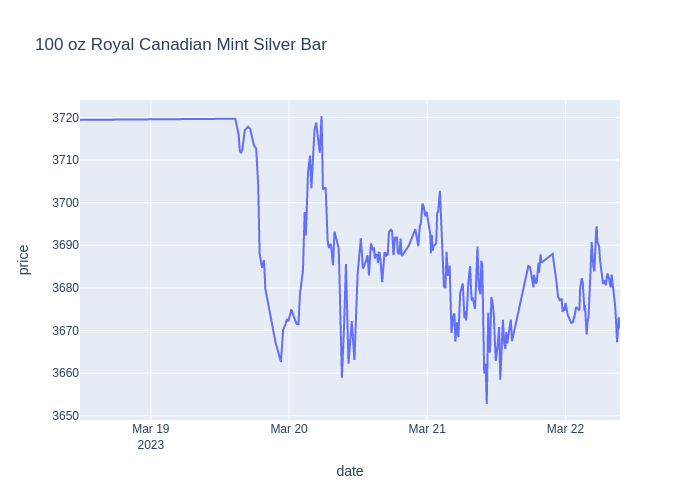 100 oz Royal Canadian Mint Silver Bar
3720
3710
3700
3690
3680
3670
3660
3650
price
Mar 19
2023
Mar 20
Mar 21
Mar 22
date